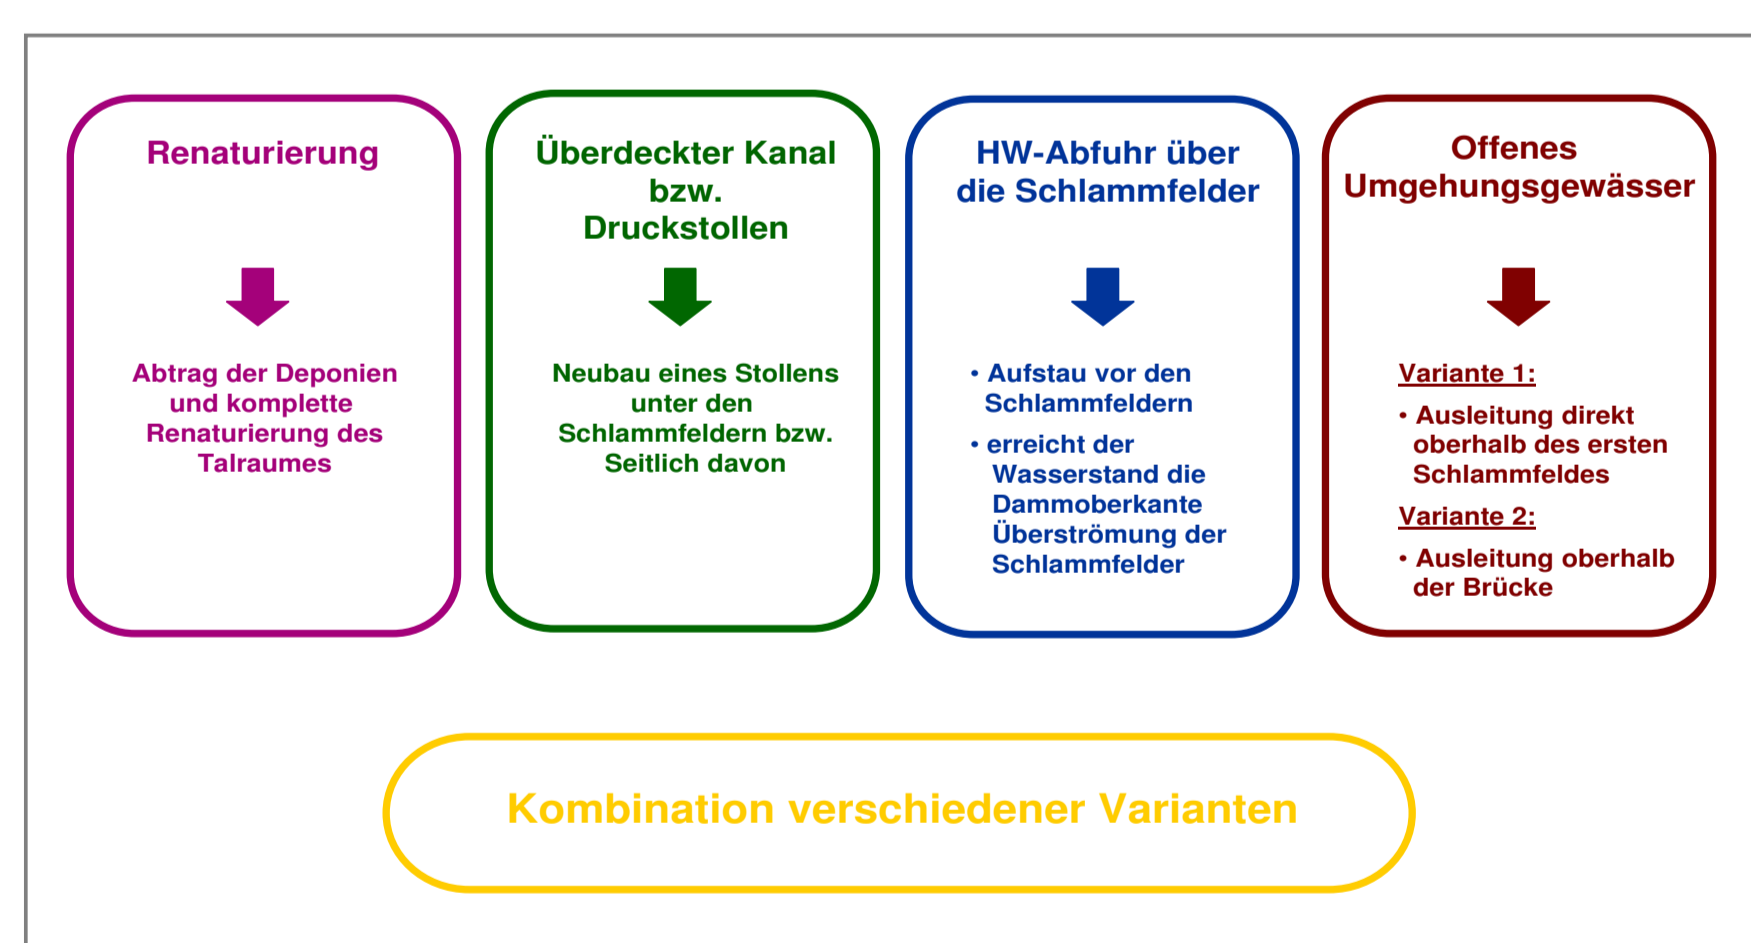 Renaturierung
Abtrag der Deponien
und komplette
Renaturierung des
Talraumes
Überdeckter Kanal
bzw.
Druckstollen
Neubau eines Stollens
unter den
Schlammfeldern bzw.
Seitlich davon
HW-Abfuhr über
die Schlammfelder
• Aufstau vor den
Schlammfeldern
• erreicht der
Wasserstand die
Dammoberkante
Überströmung der
Schlammfelder
Offenes
Umgehungsgewässer
Variante 1:
• Ausleitung direkt
oberhalb des ersten
Schlammfeldes
Variante 2:
• Ausleitung oberhalb
der Brücke
Kombination verschiedener Varianten